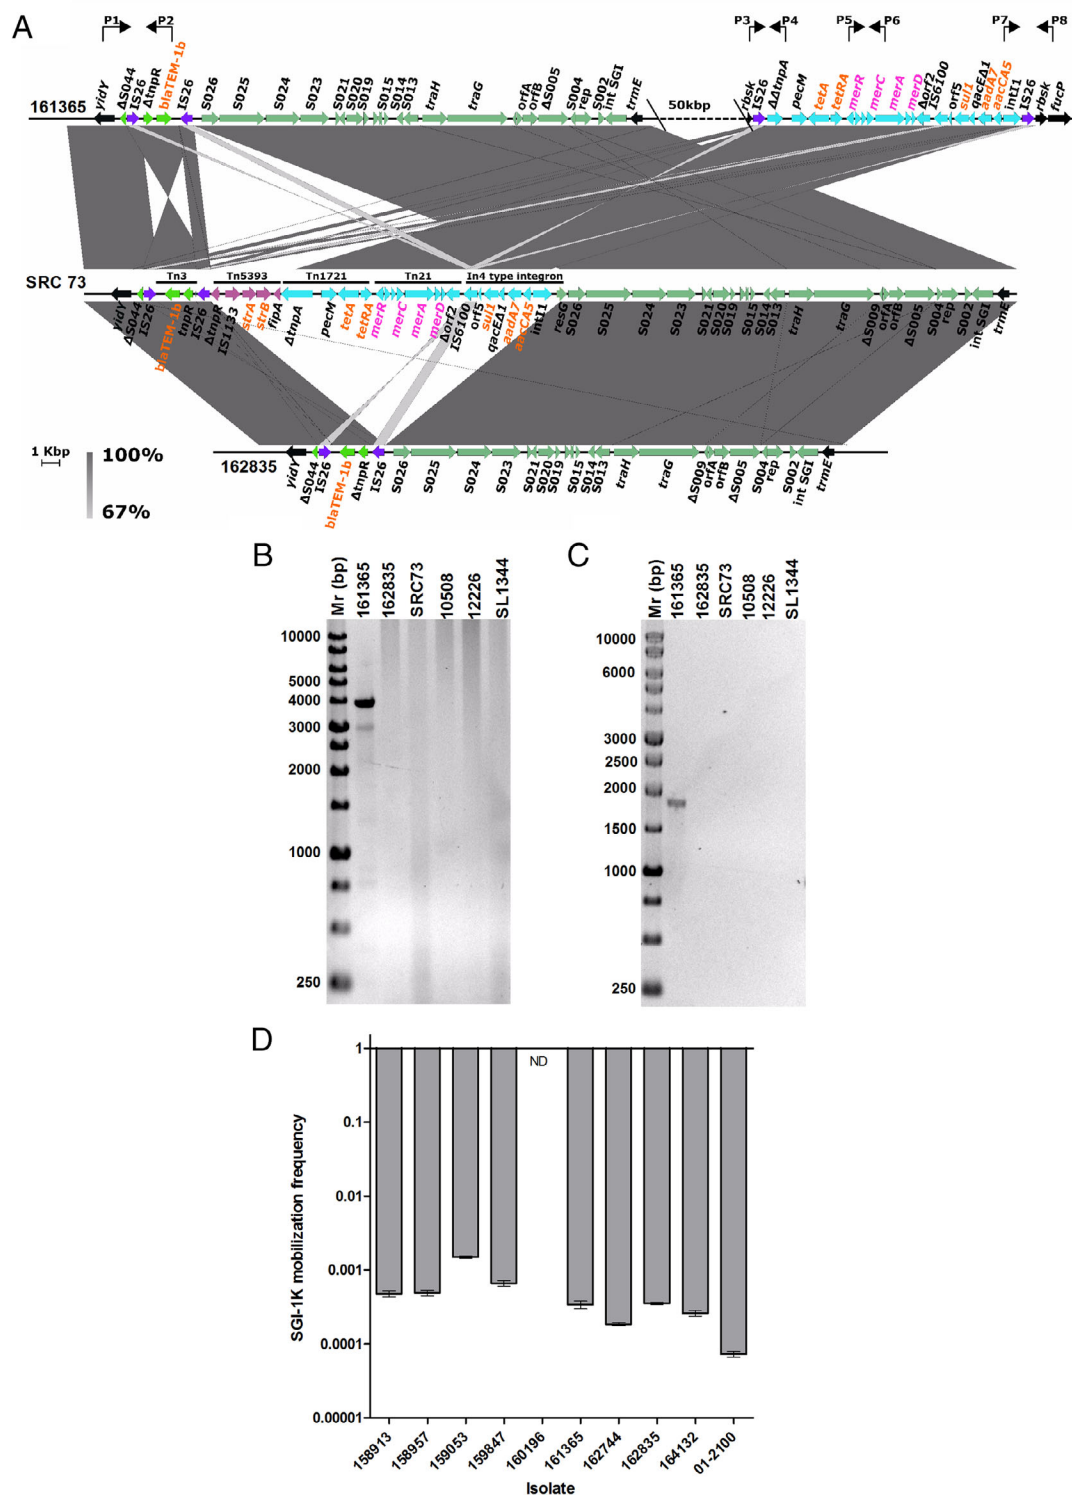 A
P1 P2 P3 P4 P5 P6 P7 P8
161365
yidY ΔS044 IS26 ΔtnpR blaTEM-1b IS26 S026 S025 S024 S023 S021 S020 S019 S015 S014 S013 traH traG orfA orfB ΔS005 S004 rep S002 int SGI trmE 50kbp rbsk IS26 ΔΔtnpA pecM tetA tetRA merR merC merA merD Δorf2 IS6100 orf5 sul1 qacEΔ1 aadA7 aacCA5 int1 IS26 rbsk fucP
SRC 73
Tn3 Tn5393 Tn1721 Tn21 In4 type integron
yidY ΔS044 IS26 blaTEM-1b tnpR IS26 ΔtnpR IS1133 strA strB fipA ΔtnpA pecM tetA tetRA merR merC merA merD Δorf2 IS6100 orf5 sul1 qacEΔ1 aadA7 aacCA5 int1 resG S026 S025 S024 S023 S021 S020 S019 S015 S014 S013 traH traG ΔS009 orfA orfB ΔS005 S004 rep S002 int SGI trmE
1 Kbp
100%
67%
162835
yidY ΔS044 IS26 blaTEM-1b ΔtnpR IS26 S026 S025 S024 S023 S021 S020 S019 S015 S014 S013 traH traG ΔS009 orfA orfB ΔS005 S004 rep S002 int SGI trmE
B
Mr (bp) 161365 162835 SRC73 10508 12226 SL1344
10000
5000
4000
3000
2000
1000
250
C
Mr (bp) 161365 162835 SRC73 10508 12226 SL1344
10000
6000
3000
2500
2000
1500
1000
250
D
SGI-1K mobilization frequency
1
0.1
0.01
0.001
0.0001
0.00001
ND
158913 158957 159053 159847 160196 161365 162744 162835 164132 01-2100
Isolate